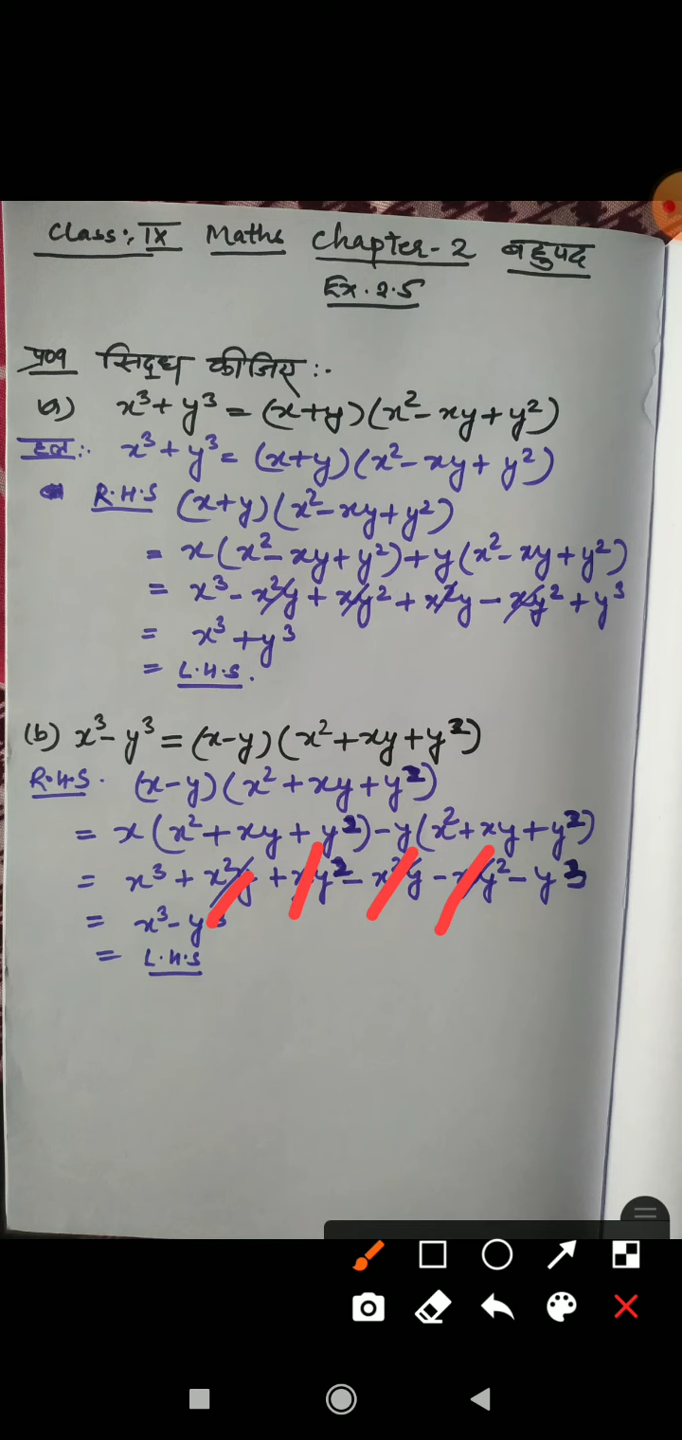 Class:, IX Maths Chapter-2 बहुपद
Ex. 2.5
प्र०१ सिद्ध कीजिए :-
(a) x³ + y³ = (x+y)(x² - xy + y²)
हल:- x³ + y³ = (x+y)(x² - xy + y²)
R.H.S (x+y)(x² - xy + y²)
= x(x² - xy + y²) + y(x² - xy + y²)
= x³ - x²y + xy² + x²y - xy² + y³
= x³ + y³
= L.H.S.
(b) x³ - y³ = (x-y)(x² + xy + y²)
R.H.S. (x-y)(x² + xy + y²)
= x(x² + xy + y²) - y(x² + xy + y²)
= x³ + x²y + xy² - x²y - xy² - y³
= x³ - y³
= L.H.S